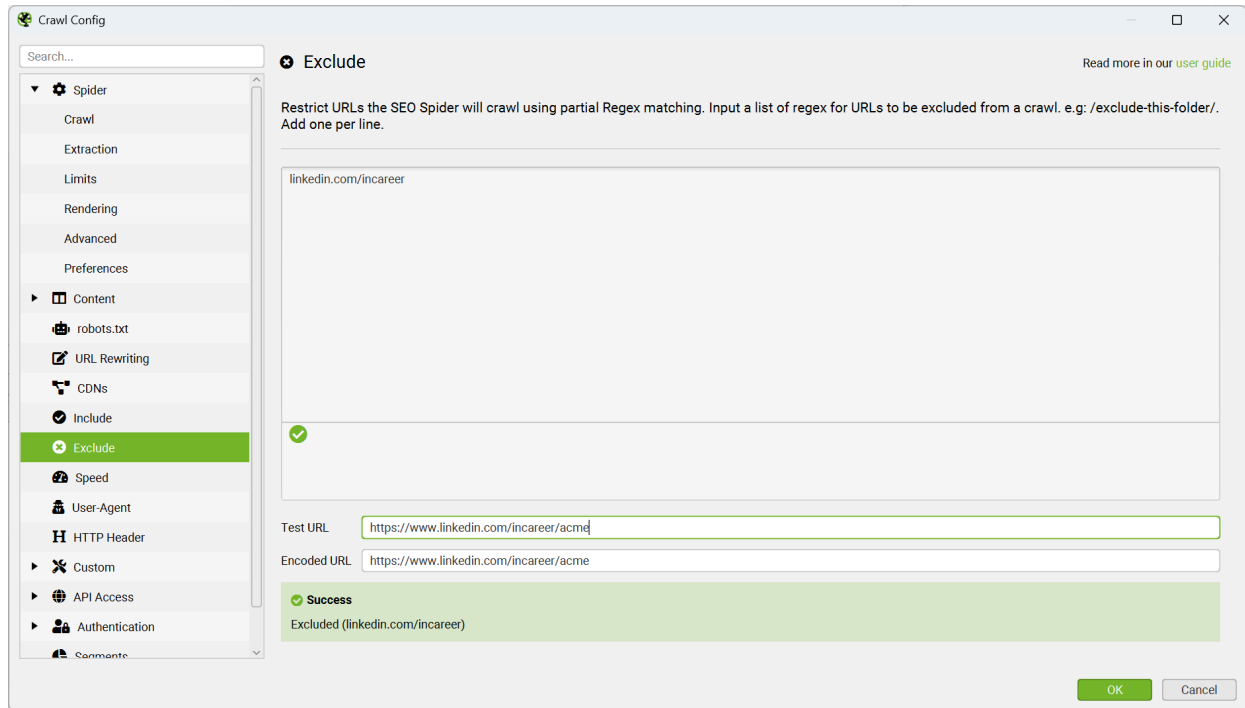 Crawl Config
Search...
Spider
Crawl
Extraction
Limits
Rendering
Advanced
Preferences
Content
robots.txt
URL Rewriting
CDNs
Include
Exclude
Speed
User-Agent
H HTTP Header
Custom
API Access
Authentication
Segments
Exclude
Read more in our user guide
Restrict URLs the SEO Spider will crawl using partial Regex matching. Input a list of regex for URLs to be excluded from a crawl. e.g: /exclude-this-folder/.
Add one per line.
linkedin.com/incareer
Test URL https://www.linkedin.com/incareer/acme
Encoded URL https://www.linkedin.com/incareer/acme
Success
Excluded (linkedin.com/incareer)
OK Cancel